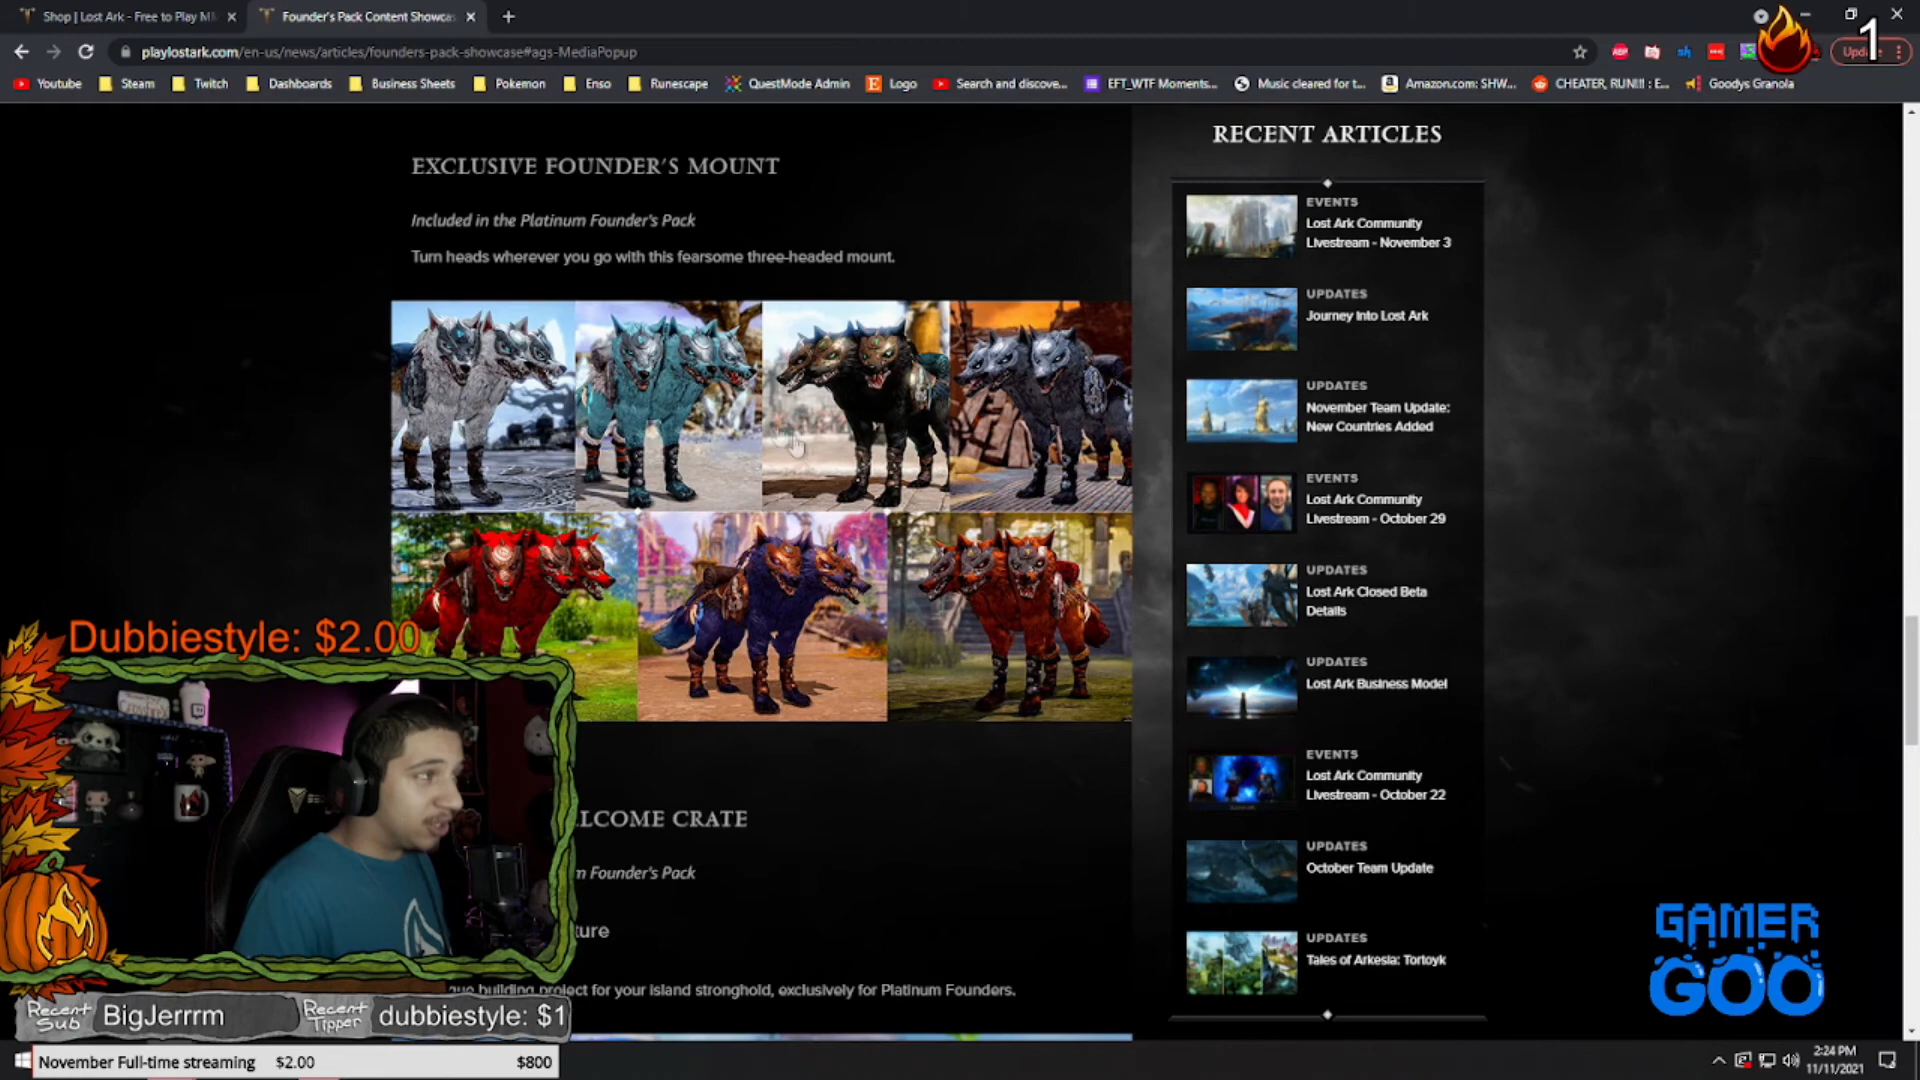 Shop | Lost Ark - Free to Play M
Founder's Pack Content Showca
playlostark.com/en-us/news/articles/founders-pack-showcase#ags-MediaPopup
1
Youtube
Steam
Twitch
Dashboards
Business Sheets
Pokemon
Enso
Runescape
QuestMode Admin
Logo
Search and discove...
EFT_WTF Moments...
Music cleared for t...
Amazon.com: SHW...
CHEATER, RUN!!! : E...
Goodys Granola
EXCLUSIVE FOUNDER'S MOUNT
Included in the Platinum Founder's Pack
Turn heads wherever you go with this fearsome three-headed mount.
RECENT ARTICLES
EVENTS
Lost Ark Community
Livestream - November 3
UPDATES
Journey Into Lost Ark
UPDATES
November Team Update:
New Countries Added
EVENTS
Lost Ark Community
Livestream - October 29
UPDATES
Lost Ark Closed Beta
Details
UPDATES
Lost Ark Business Model
EVENTS
Lost Ark Community
Livestream - October 22
UPDATES
October Team Update
UPDATES
Tales of Arkesia: Tortoyk
Dubbiestyle: $2.00
LCOME CRATE
m Founder's Pack
ture
que building project for your island stronghold, exclusively for Platinum Founders.
Recent Sub
BigJerrrm
Recent Tipper
dubbiestyle: $1
November Full-time streaming $2.00 $800
GAMER
GOO
2:24 PM
11/11/2021